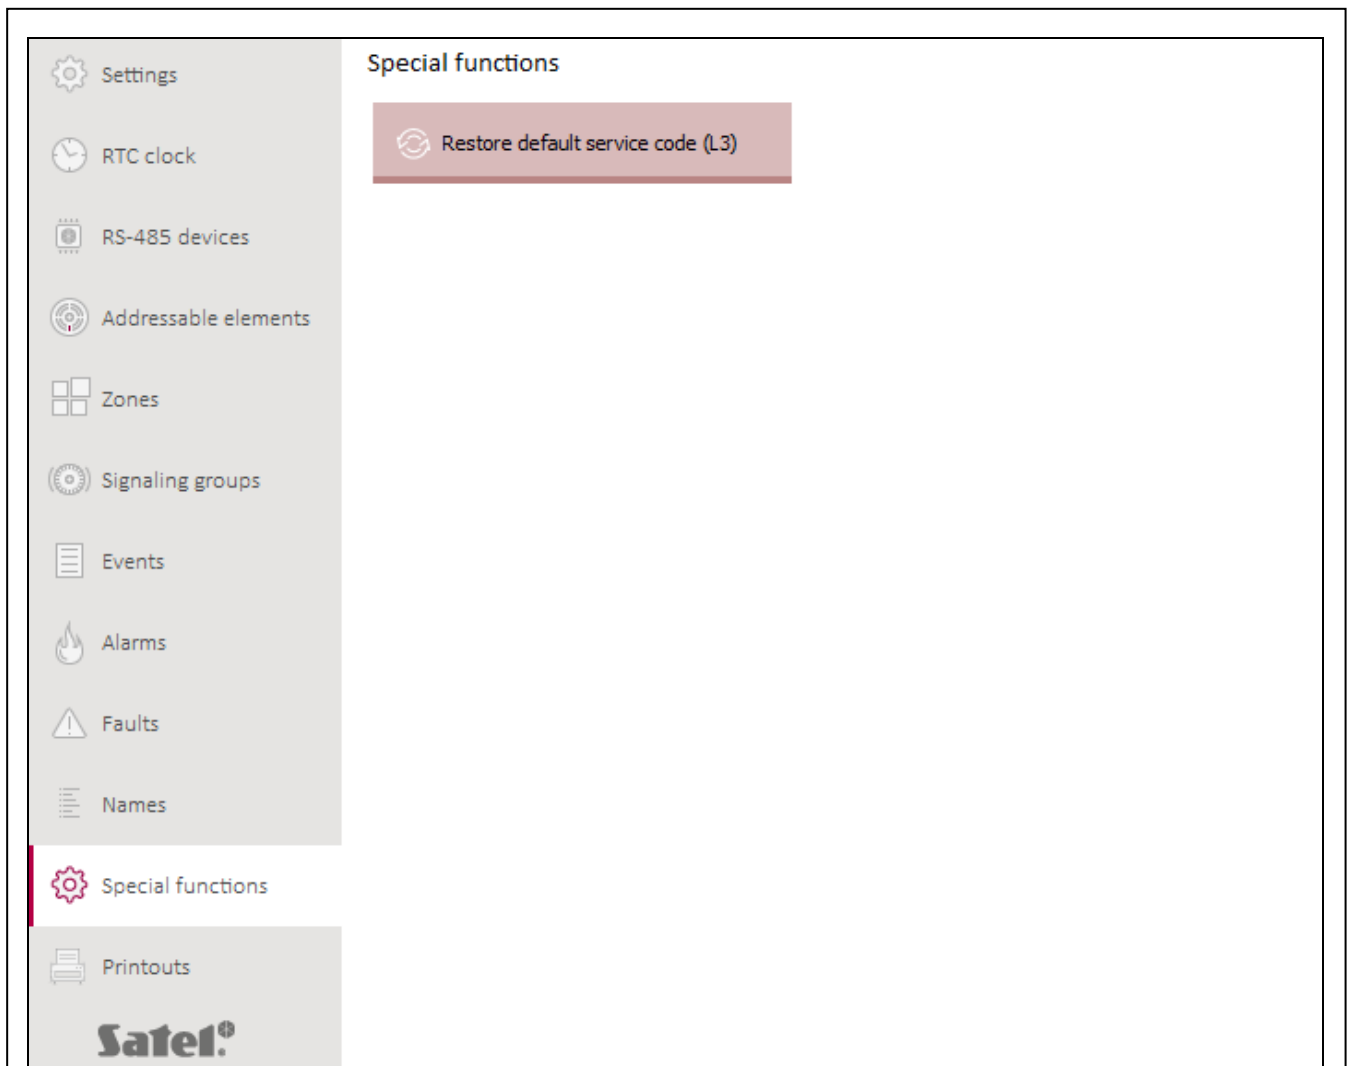 Settings
RTC clock
RS-485 devices
Addressable elements
Zones
Signaling groups
Events
Alarms
Faults
Names
Special functions
Printouts
Satel.®
Special functions
Restore default service code (L3)